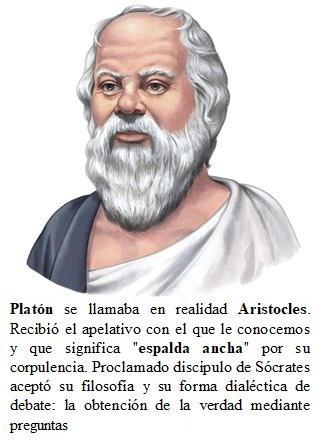 Platón se llamaba en realidad Aristocles.
Recibió el apelativo con el que le conocemos
y que significa "espalda ancha" por su
corpulencia. Proclamado discípulo de Sócrates
aceptó su filosofía y su forma dialéctica de
debate: la obtención de la verdad mediante
preguntas